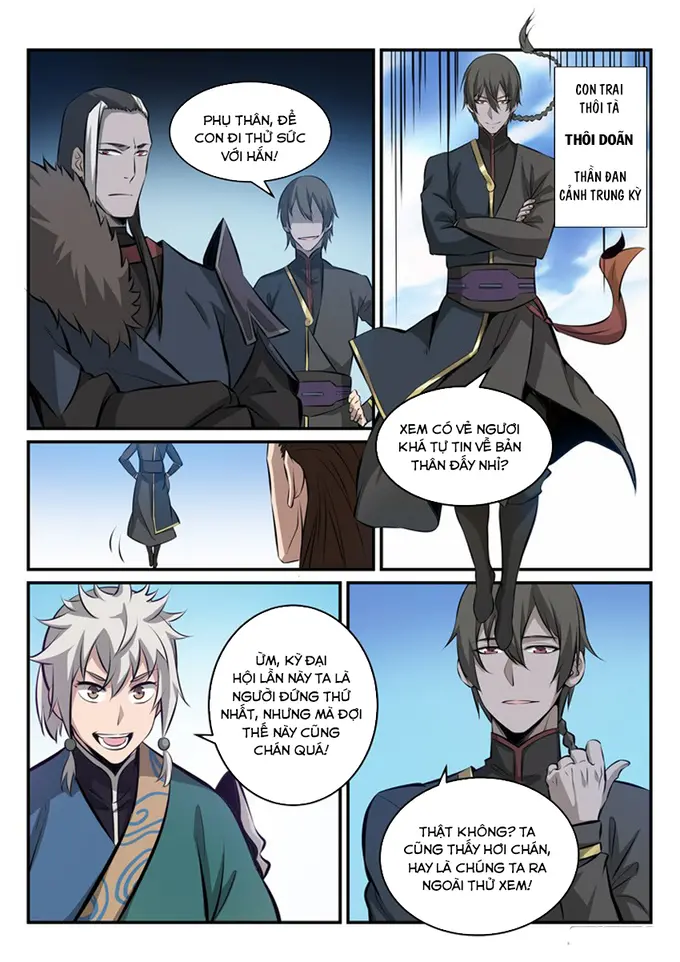 PHỤ THÂN, ĐỂ
CON ĐI THỬ SỨC
VỚI HẮN!
CON TRAI
THÔI TÀ
THÔI DOÃN
THẦN ĐAN
CẢNH TRUNG KỲ
XEM CÓ VẺ NGƯƠI
KHÁ TỰ TIN VỀ BẢN
THÂN ĐẤY NHỈ?
ỪM, KỲ ĐẠI
HỘI LẦN NÀY TA LÀ
NGƯỜI ĐỨNG THỨ
NHẤT, NHƯNG MÀ ĐỢI
THẾ NÀY CŨNG
CHÁN QUÁ!
THẬT KHÔNG? TA
CŨNG THẤY HƠI CHÁN,
HAY LÀ CHÚNG TA RA
NGOÀI THỬ XEM!